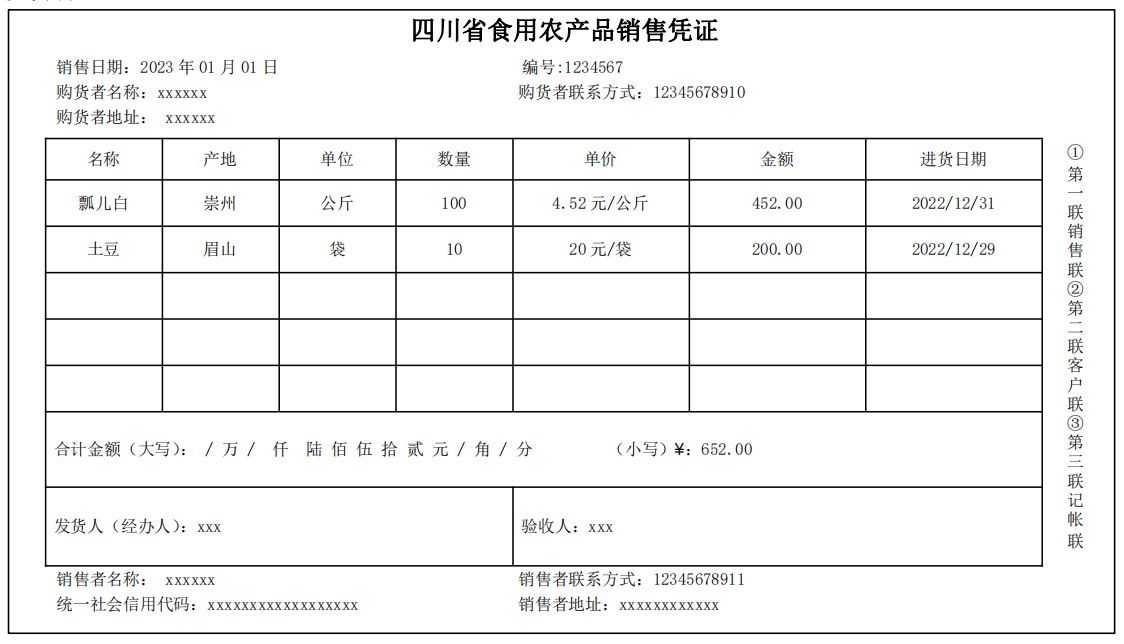 四川省食用农产品销售凭证
销售日期：2023 年 01 月 01 日 编号:1234567
购货者名称：xxxxxx 购货者联系方式：12345678910
购货者地址： xxxxxx
名称 产地 单位 数量 单价 金额 进货日期
瓢儿白 崇州 公斤 100 4.52 元/公斤 452.00 2022/12/31
土豆 眉山 袋 10 20 元/袋 200.00 2022/12/29
合计金额（大写）： / 万 / 仟 陆 佰 伍 拾 贰 元 / 角 / 分 （小写）¥：652.00
发货人（经办人）：xxx 验收人：xxx
销售者名称： xxxxxx 销售者联系方式：12345678911
统一社会信用代码：xxxxxxxxxxxxxxxxxx 销售者地址：xxxxxxxxxxxx
①第一联销售联②第二联客户联③第三联记帐联